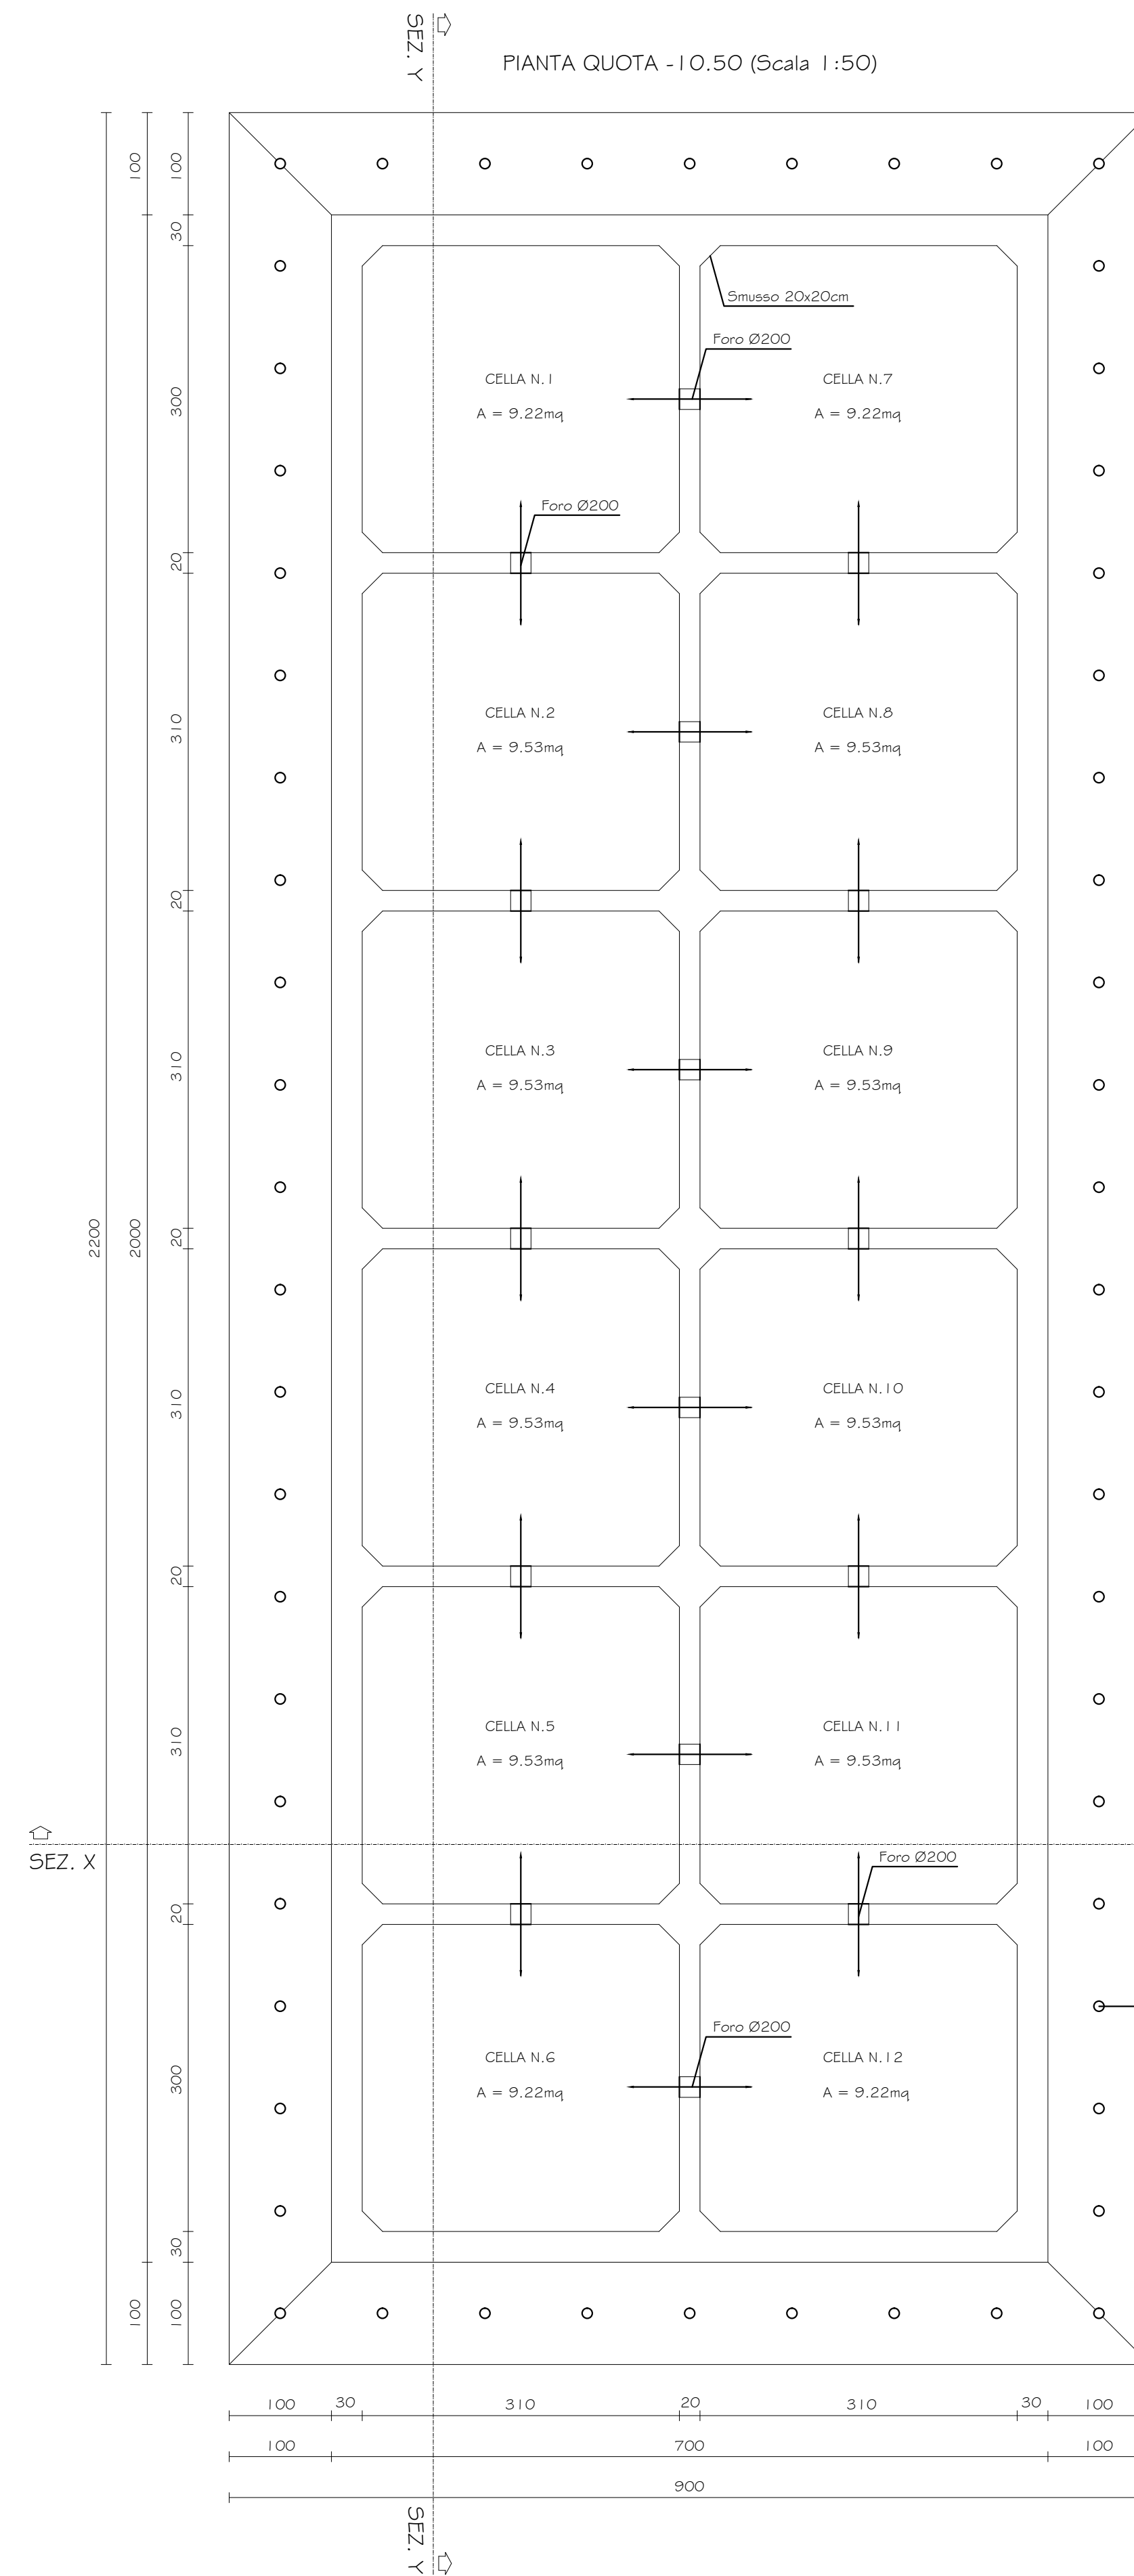 SEZ. Y
PIANTA QUOTA -10.50 (Scala 1:50)
100
100
30
Smusso 20x20cm
Foro Ø200
CELLA N.1
CELLA N.7
300
A = 9.22mq
A = 9.22mq
Foro Ø200
20
CELLA N.2
CELLA N.8
310
A = 9.53mq
A = 9.53mq
20
CELLA N.3
CELLA N.9
310
A = 9.53mq
A = 9.53mq
2200
2000
20
CELLA N.4
CELLA N.10
310
A = 9.53mq
A = 9.53mq
20
CELLA N.5
CELLA N.11
310
A = 9.53mq
A = 9.53mq
SEZ. X
Foro Ø200
20
Foro Ø200
CELLA N.6
CELLA N.12
300
A = 9.22mq
A = 9.22mq
30
100
100
100
30
310
20
310
30
100
100
700
100
900
SEZ. Y